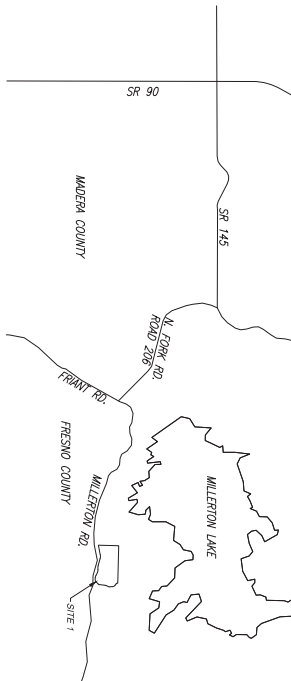 SR 90
SR 145
MADERA COUNTY
N. FORK RD.
ROAD 206
FRIANT RD.
FRESNO COUNTY
MILLERTON RD.
MILLERTON LAKE
SITE 1